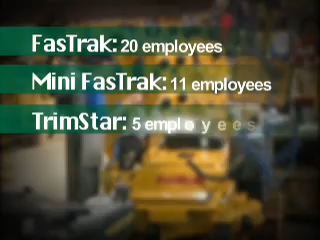 FasTrak: 20 employees
Mini FasTrak: 11 employees
TrimStar: 5 employees